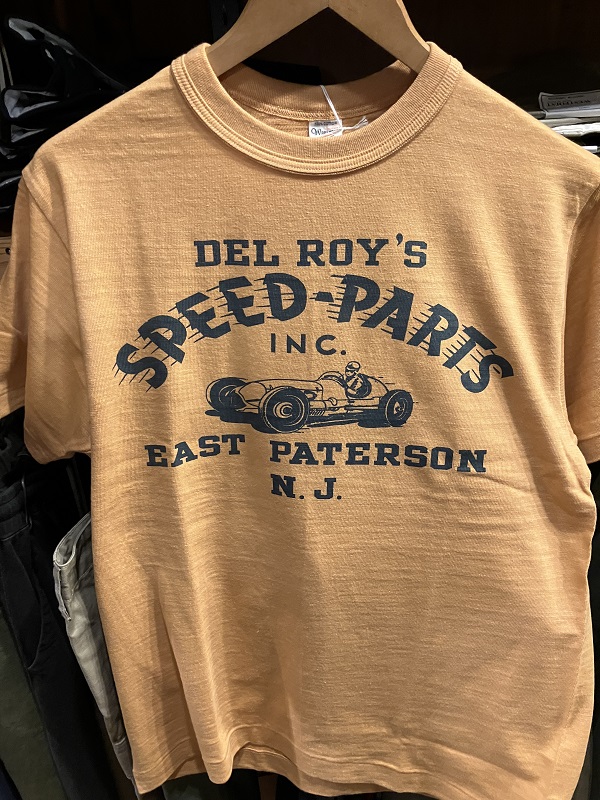 DEL ROY'S
SPEED-PARTS
INC.
EAST PATERSON
N.J.